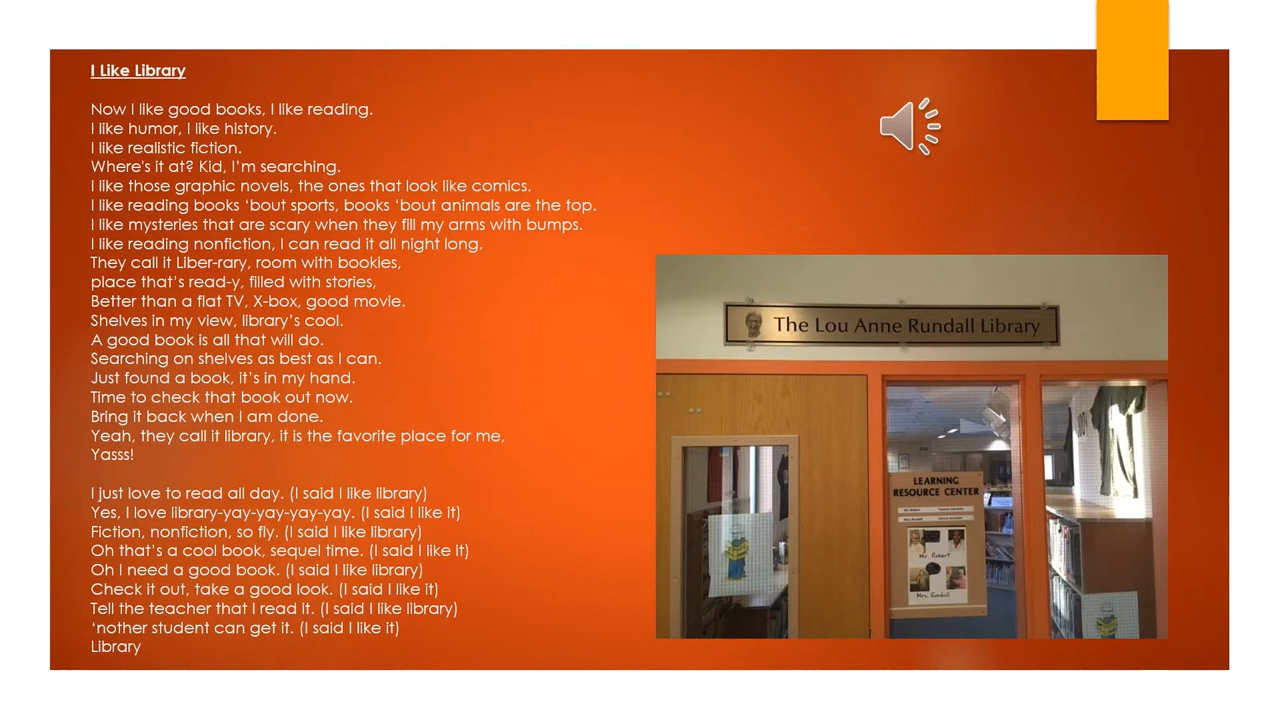 I Like Library
Now I like good books, I like reading.
I like humor, I like history.
I like realistic fiction.
Where's it at? Kid, I’m searching.
I like those graphic novels, the ones that look like comics.
I like reading books ‘bout sports, books ‘bout animals are the top.
I like mysteries that are scary when they fill my arms with bumps.
I like reading nonfiction, I can read it all night long.
They call it Liber-rary, room with bookies,
place that’s read-y, filled with stories,
Better than a flat TV, X-box, good movie.
Shelves in my view, library’s cool.
A good book is all that will do.
Searching on shelves as best as I can.
Just found a book, it’s in my hand.
Time to check that book out now.
Bring it back when I am done.
Yeah, they call it library, it is the favorite place for me,
Yasss!
I just love to read all day. (I said I like library)
Yes, I love library-yay-yay-yay-yay. (I said I like it)
Fiction, nonfiction, so fly. (I said I like library)
Oh that’s a cool book, sequel time. (I said I like it)
Oh I need a good book. (I said I like library)
Check it out, take a good look. (I said I like it)
Tell the teacher that I read it. (I said I like library)
‘nother student can get it. (I said I like it)
Library
The Lou Anne Rundall Library
LEARNING
RESOURCE CENTER
Mr. Robert
Mrs. Rundall